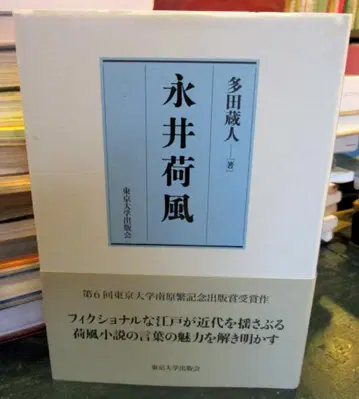 多田蔵人──[著]
永井荷風
東京大学出版会
第6回東京大学南原繁記念出版賞受賞作
フィクショナルな江戸が近代を揺さぶる
荷風小説の言葉の魅力を解き明かす
東京大学出版会